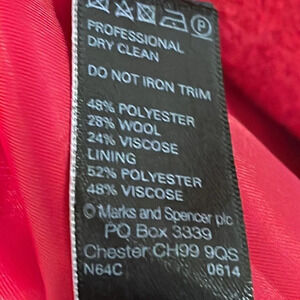 P
PROFESSIONAL
DRY CLEAN
DO NOT IRON TRIM
48% POLYESTER
28% WOOL
24% VISCOSE
LINING
52% POLYESTER
48% VISCOSE
© Marks and Spencer plc
PO Box 3339
Chester CH99 9QS
N64C 0614